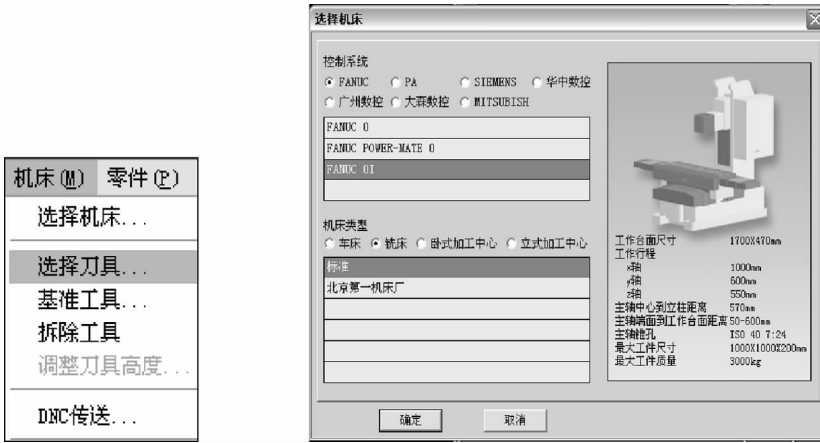 机床(M) 零件(P)
选择机床...
选择刀具...
基准工具...
拆除工具
调整刀具高度...
DNC传送...
选择机床
控制系统
FANUC PA SIEMENS 华中数控
广州数控 大森数控 MITSUBISH
FANUC 0
FANUC POWER-MATE 0
FANUC 0I
机床类型
车床 铣床 卧式加工中心 立式加工中心
标准
北京第一机床厂
工作台面尺寸 1700X470mm
工作行程
x轴 1000mm
y轴 600mm
z轴 550mm
主轴中心到立柱距离 570mm
主轴端面到工作台面距离 50-600mm
主轴锥孔 ISO 40 7:24
最大工件尺寸 1000X1000X200mm
最大工件质量 3000kg
确定 取消